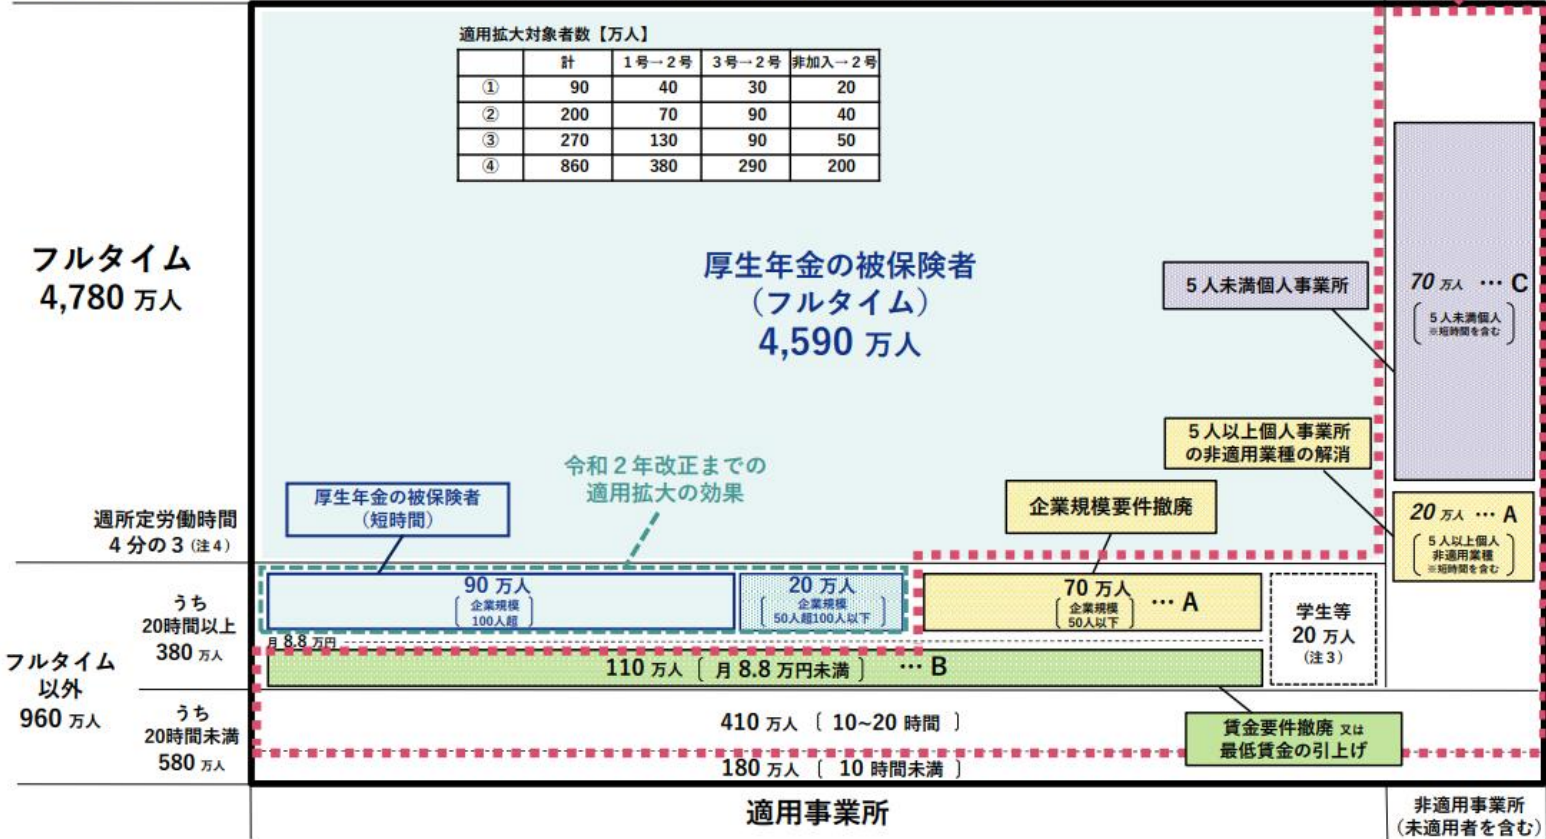 適用拡大対象者数【万人】
計 1号→2号 3号→2号 非加入→2号
① 90 40 30 20
② 200 70 90 40
③ 270 130 90 50
④ 860 380 290 200
フルタイム
4,780 万人
厚生年金の被保険者
（フルタイム）
4,590 万人
5人未満個人事業所
70 万人 … C
5人未満個人
※短時間を含む
5人以上個人事業所
の非適用業種の解消
20 万人 … A
5人以上個人
非適用業種
※短時間を含む
令和2年改正までの
適用拡大の効果
厚生年金の被保険者
（短時間）
企業規模要件撤廃
週所定労働時間
4分の3（注4）
フルタイム
以外
960 万人
うち
20時間以上
380 万人
90 万人
企業規模
100人超
20 万人
企業規模
50人超100人以下
70 万人 … A
企業規模
50人以下
学生等
20 万人
（注3）
月 8.8 万円
110 万人〔 月 8.8 万円未満 〕 … B
うち
20時間未満
580 万人
410 万人〔 10~20 時間 〕
賃金要件撤廃 又は
最低賃金の引上げ
180 万人〔 10 時間未満 〕
適用事業所
非適用事業所
（未適用者を含む）